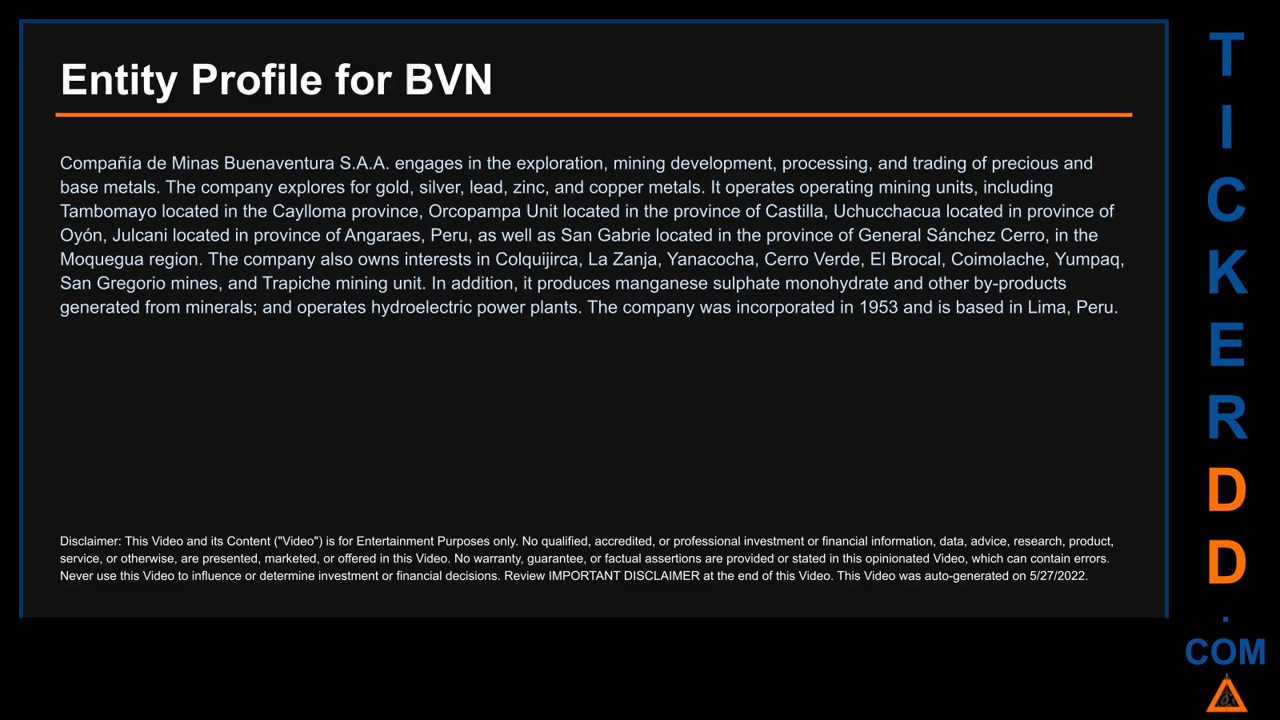 Entity Profile for BVN
Compañía de Minas Buenaventura S.A.A. engages in the exploration, mining development, processing, and trading of precious and
base metals. The company explores for gold, silver, lead, zinc, and copper metals. It operates operating mining units, including
Tambomayo located in the Caylloma province, Orcopampa Unit located in the province of Castilla, Uchucchacua located in province of
Oyón, Julcani located in province of Angaraes, Peru, as well as San Gabrie located in the province of General Sánchez Cerro, in the
Moquegua region. The company also owns interests in Colquijirca, La Zanja, Yanacocha, Cerro Verde, El Brocal, Coimolache, Yumpaq,
San Gregorio mines, and Trapiche mining unit. In addition, it produces manganese sulphate monohydrate and other by-products
generated from minerals; and operates hydroelectric power plants. The company was incorporated in 1953 and is based in Lima, Peru.
Disclaimer: This Video and its Content ("Video") is for Entertainment Purposes only. No qualified, accredited, or professional investment or financial information, data, advice, research, product,
service, or otherwise, are presented, marketed, or offered in this Video. No warranty, guarantee, or factual assertions are provided or stated in this opinionated Video, which can contain errors.
Never use this Video to influence or determine investment or financial decisions. Review IMPORTANT DISCLAIMER at the end of this Video. This Video was auto-generated on 5/27/2022.
T
I
C
K
E
R
D
D
.
COM